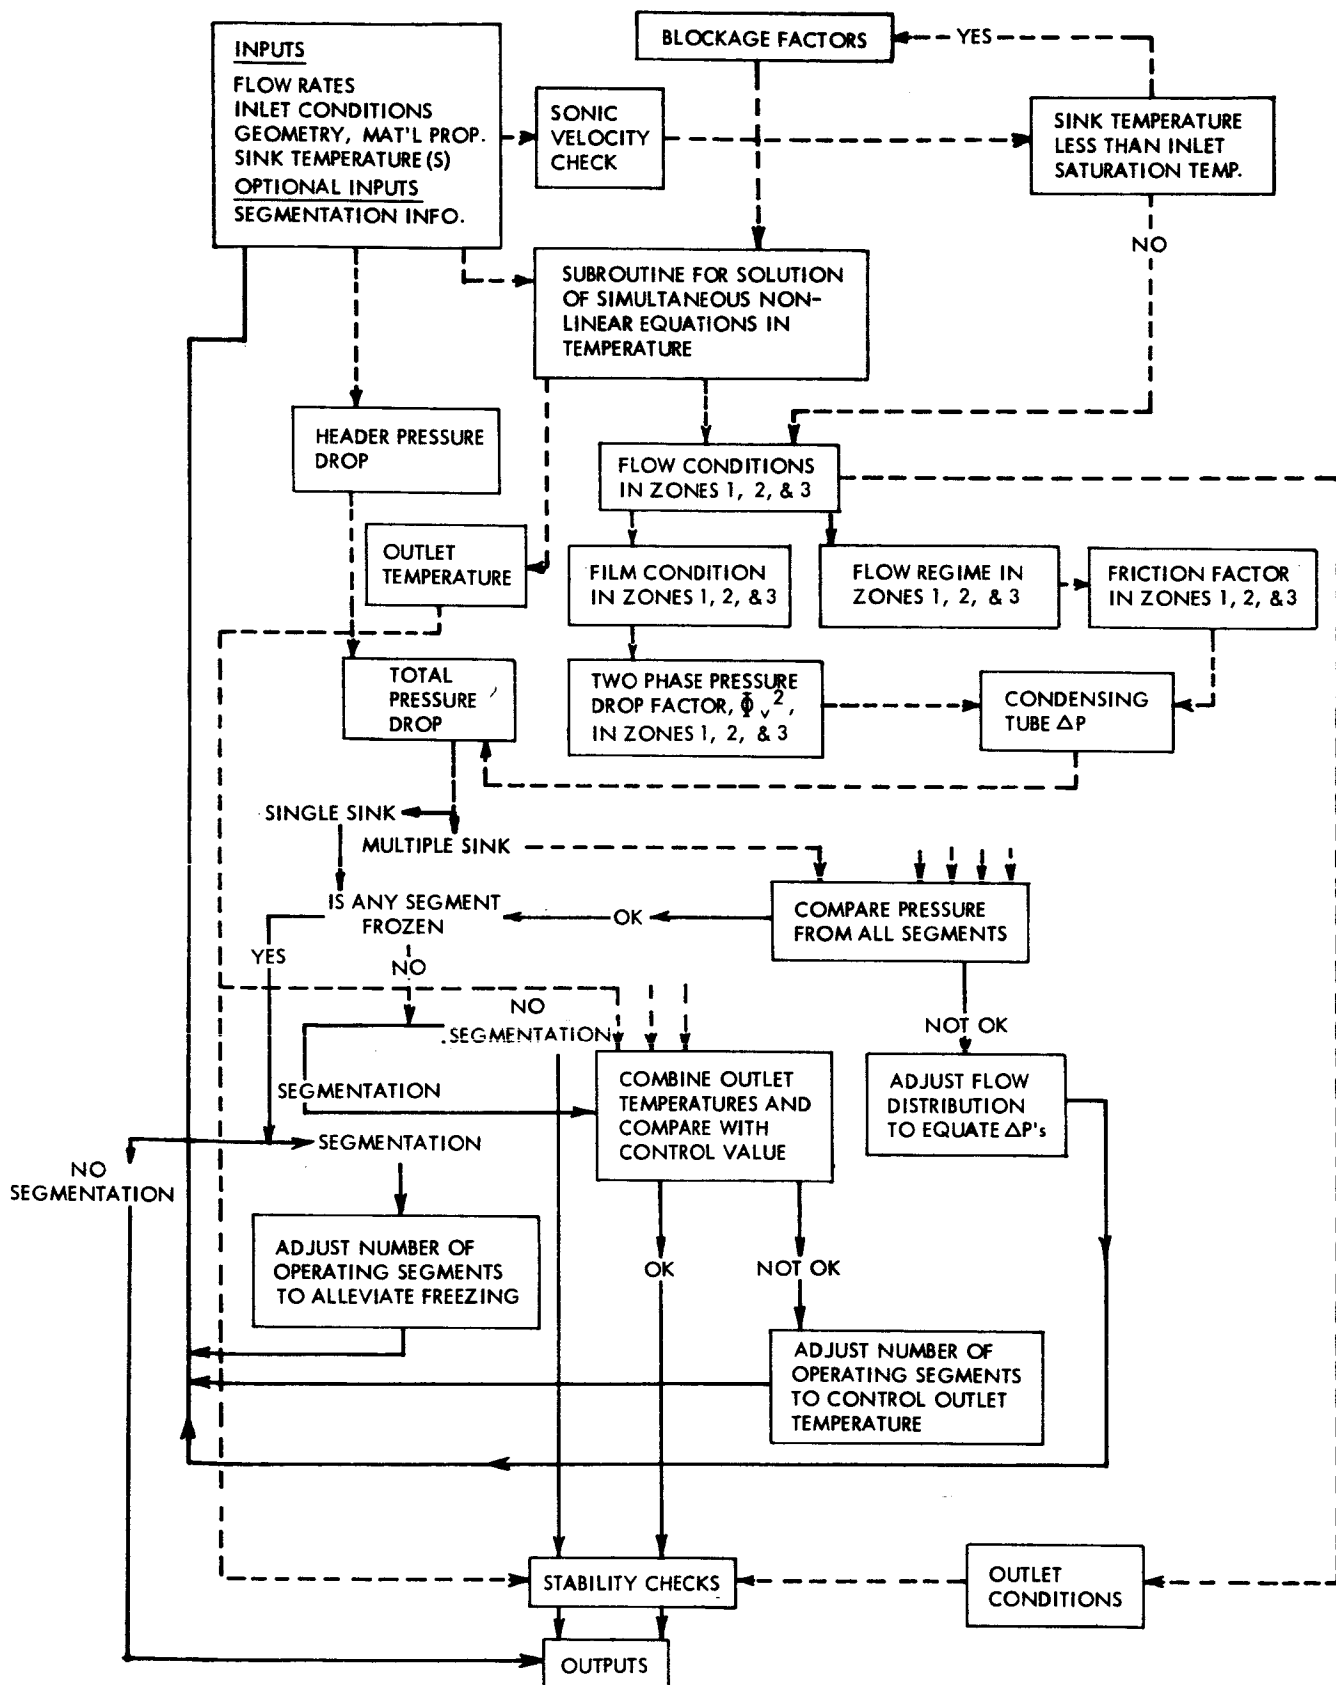 INPUTS
FLOW RATES
INLET CONDITIONS
GEOMETRY, MAT'L PROP.
SINK TEMPERATURE (S)
OPTIONAL INPUTS
SEGMENTATION INFO.
BLOCKAGE FACTORS
YES
SONIC
VELOCITY
CHECK
SINK TEMPERATURE
LESS THAN INLET
SATURATION TEMP.
NO
SUBROUTINE FOR SOLUTION
OF SIMULTANEOUS NON-
LINEAR EQUATIONS IN
TEMPERATURE
HEADER PRESSURE
DROP
FLOW CONDITIONS
IN ZONES 1, 2, & 3
OUTLET
TEMPERATURE
FILM CONDITION
IN ZONES 1, 2, &3
FLOW REGIME IN
ZONES 1, 2, & 3
FRICTION FACTOR
IN ZONES 1, 2, &3
TOTAL
PRESSURE
DROP
TWO PHASE PRESSURE
DROP FACTOR, Φv²,
IN ZONES 1, 2, & 3
CONDENSING
TUBE ΔP
SINGLE SINK
MULTIPLE SINK
IS ANY SEGMENT
FROZEN
OK
COMPARE PRESSURE
FROM ALL SEGMENTS
YES
NO
NO
SEGMENTATION
NOT OK
SEGMENTATION
COMBINE OUTLET
TEMPERATURES AND
COMPARE WITH
CONTROL VALUE
ADJUST FLOW
DISTRIBUTION
TO EQUATE ΔP's
SEGMENTATION
NO
SEGMENTATION
ADJUST NUMBER OF
OPERATING SEGMENTS
TO ALLEVIATE FREEZING
OK
NOT OK
ADJUST NUMBER OF
OPERATING SEGMENTS
TO CONTROL OUTLET
TEMPERATURE
STABILITY CHECKS
OUTLET
CONDITIONS
OUTPUTS